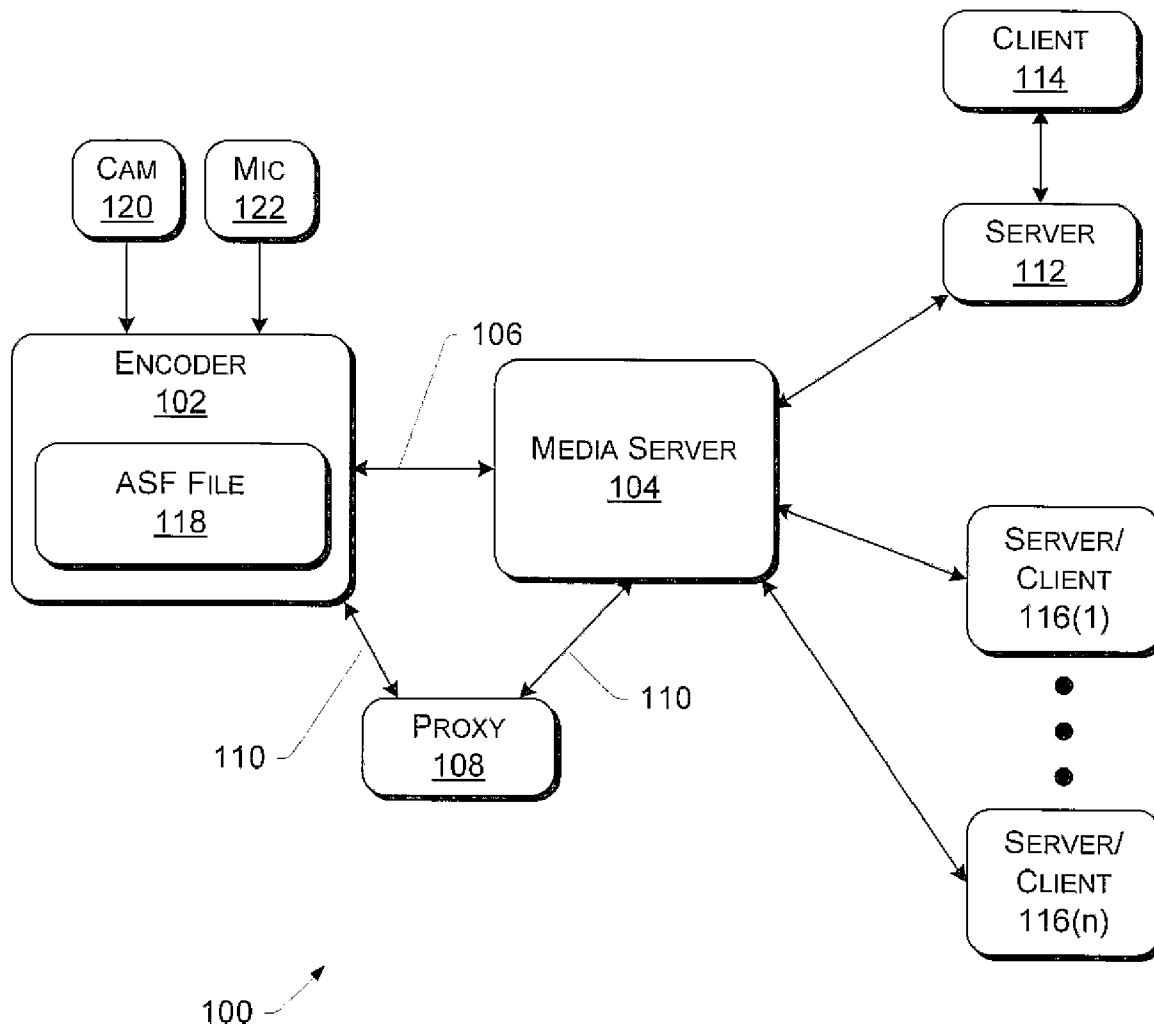 CLIENT
114
CAM
120
MIC
122
SERVER
112
106
ENCODER
102
ASF FILE
118
MEDIA SERVER
104
SERVER/
CLIENT
116(1)
110
110
PROXY
108
SERVER/
CLIENT
116(n)
100